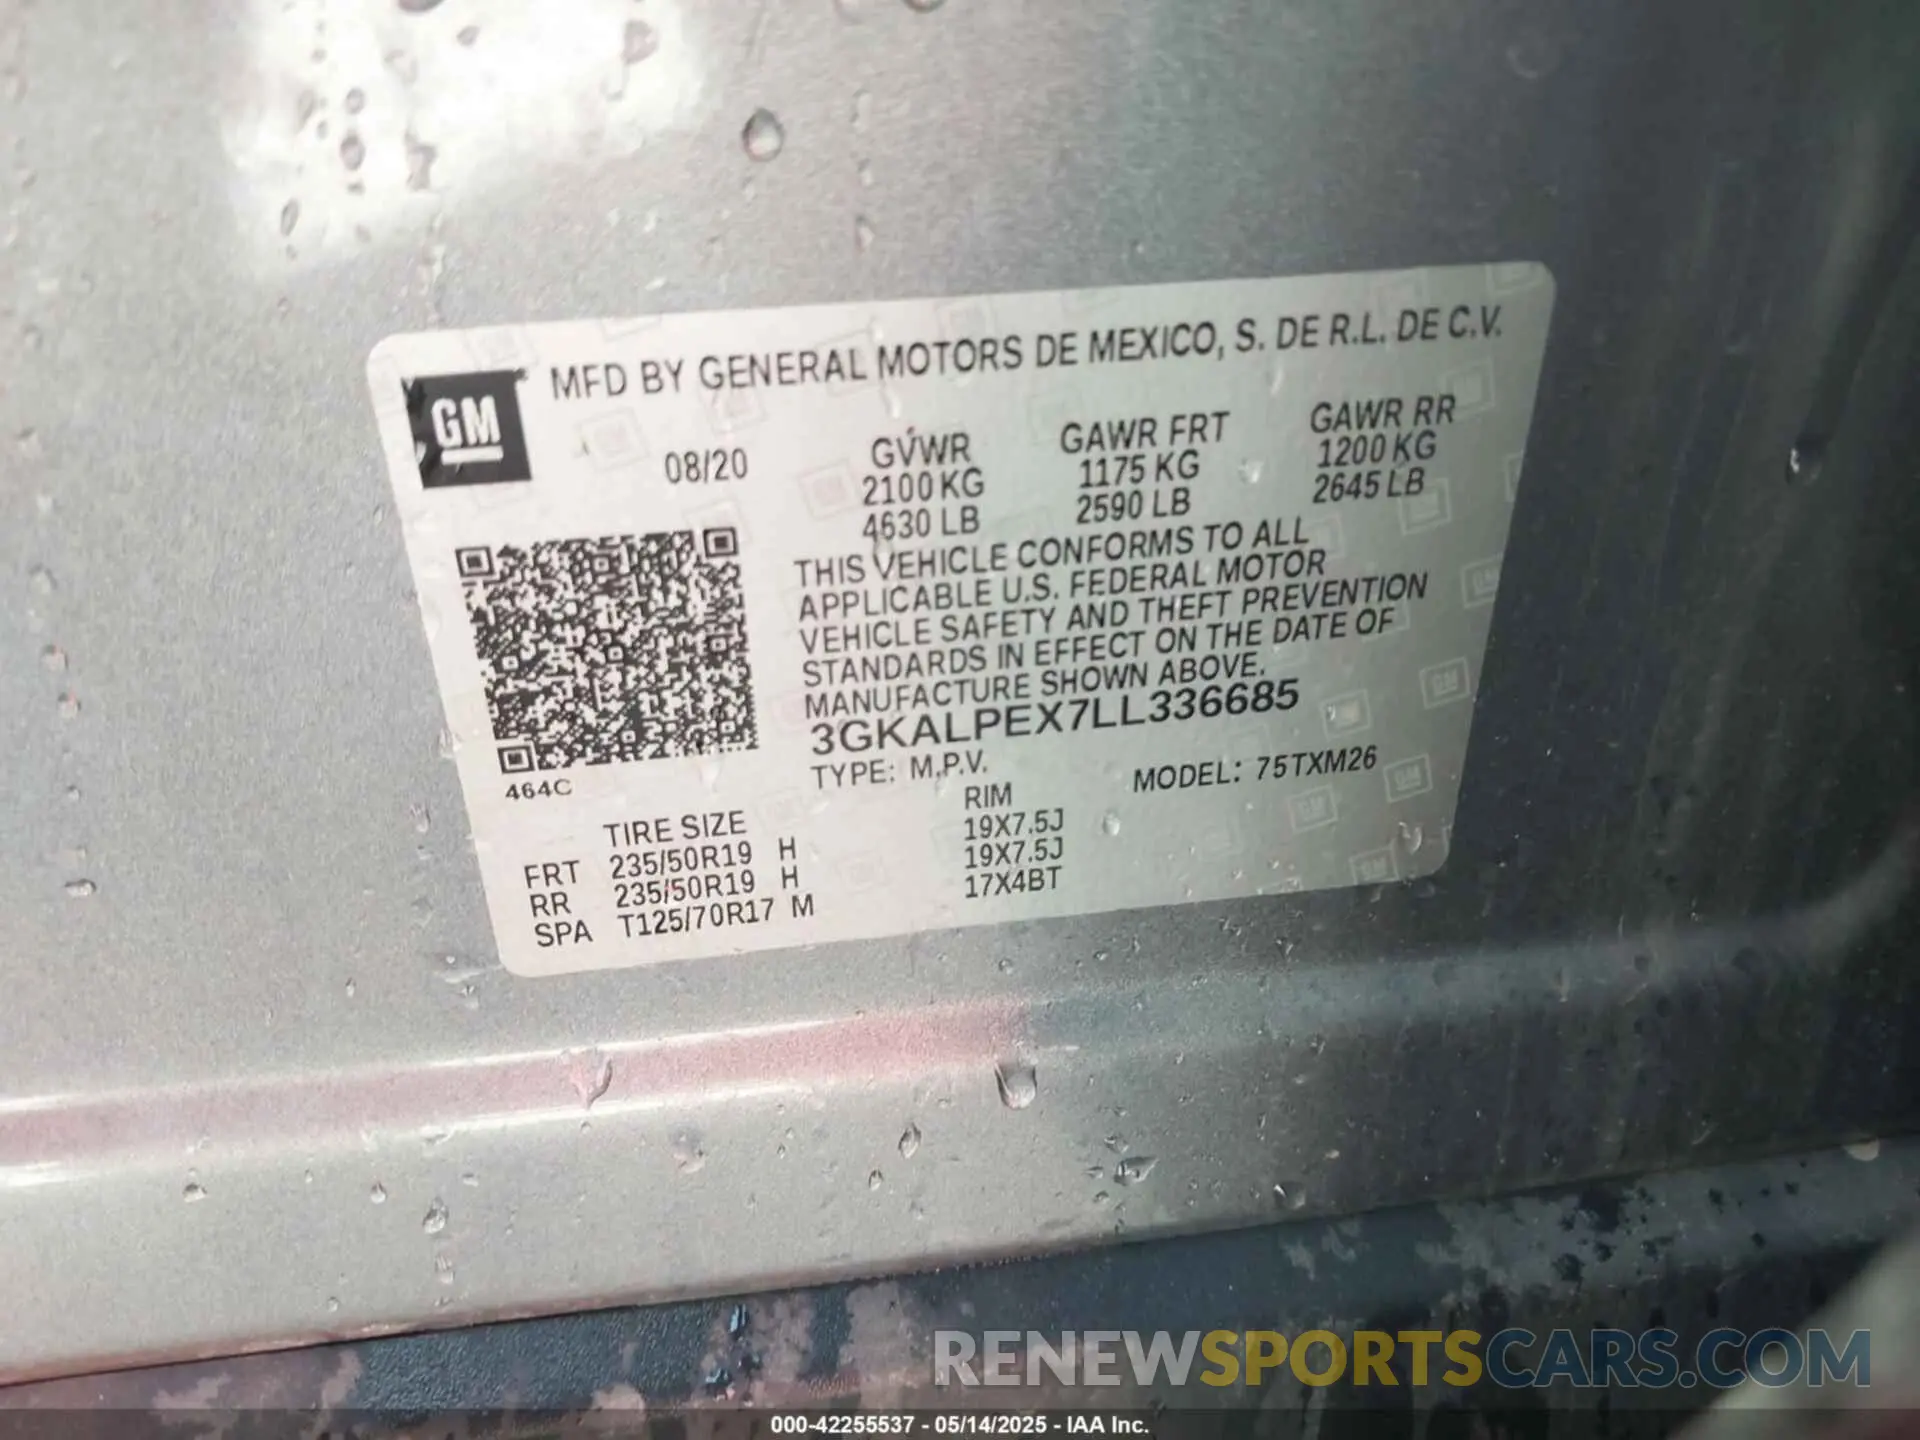 MFD BY GENERAL MOTORS DE MEXICO, S. DE R.L. DE C.V.
GM
08/20
GVWR GAWR FRT GAWR RR
2100 KG 1175 KG 1200 KG
4630 LB 2590 LB 2645 LB
THIS VEHICLE CONFORMS TO ALL
APPLICABLE U.S. FEDERAL MOTOR
VEHICLE SAFETY AND THEFT PREVENTION
STANDARDS IN EFFECT ON THE DATE OF
MANUFACTURE SHOWN ABOVE.
3GKALPEX7LL336685
464C
TYPE: M.P.V. MODEL: 75TXM26
TIRE SIZE RIM
FRT 235/50R19 H 19X7.5J
RR 235/50R19 H 19X7.5J
SPA T125/70R17 M 17X4BT
RENEWSPORTSCARS.COM
000-42255537 - 05/14/2025 - IAA Inc.